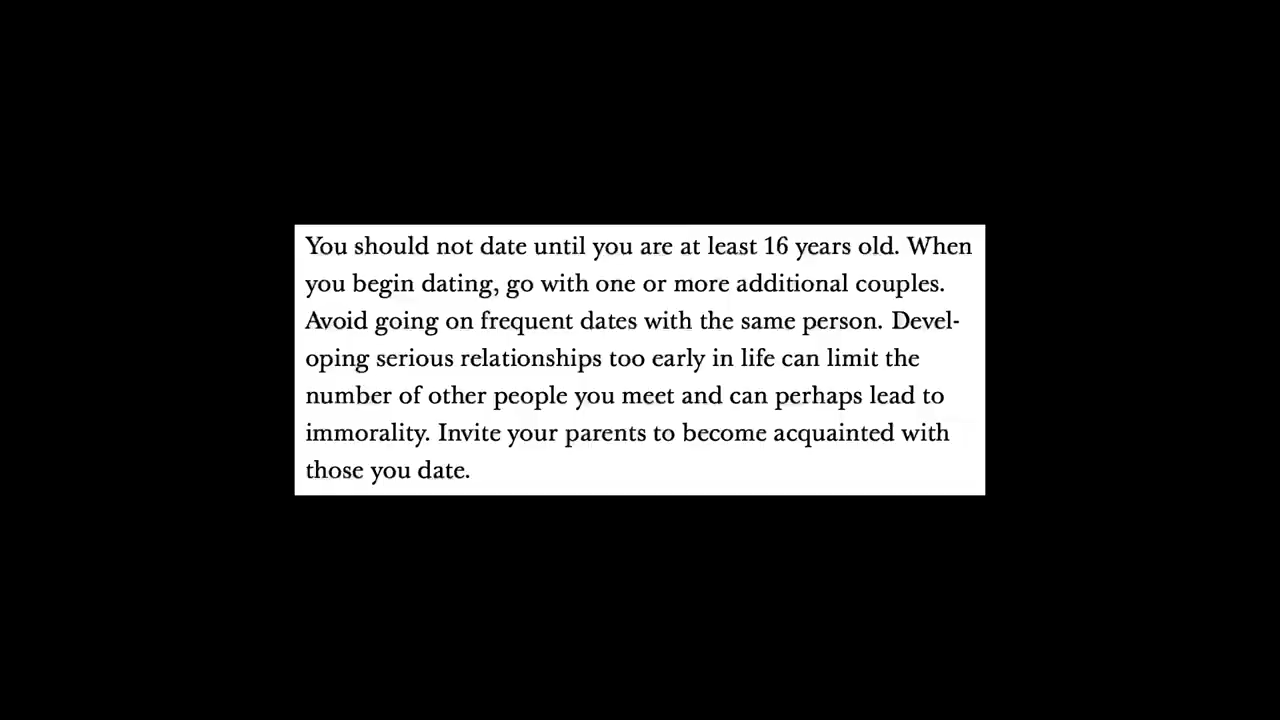 You should not date until you are at least 16 years old. When
you begin dating, go with one or more additional couples.
Avoid going on frequent dates with the same person. Devel-
oping serious relationships too early in life can limit the
number of other people you meet and can perhaps lead to
immorality. Invite your parents to become acquainted with
those you date.